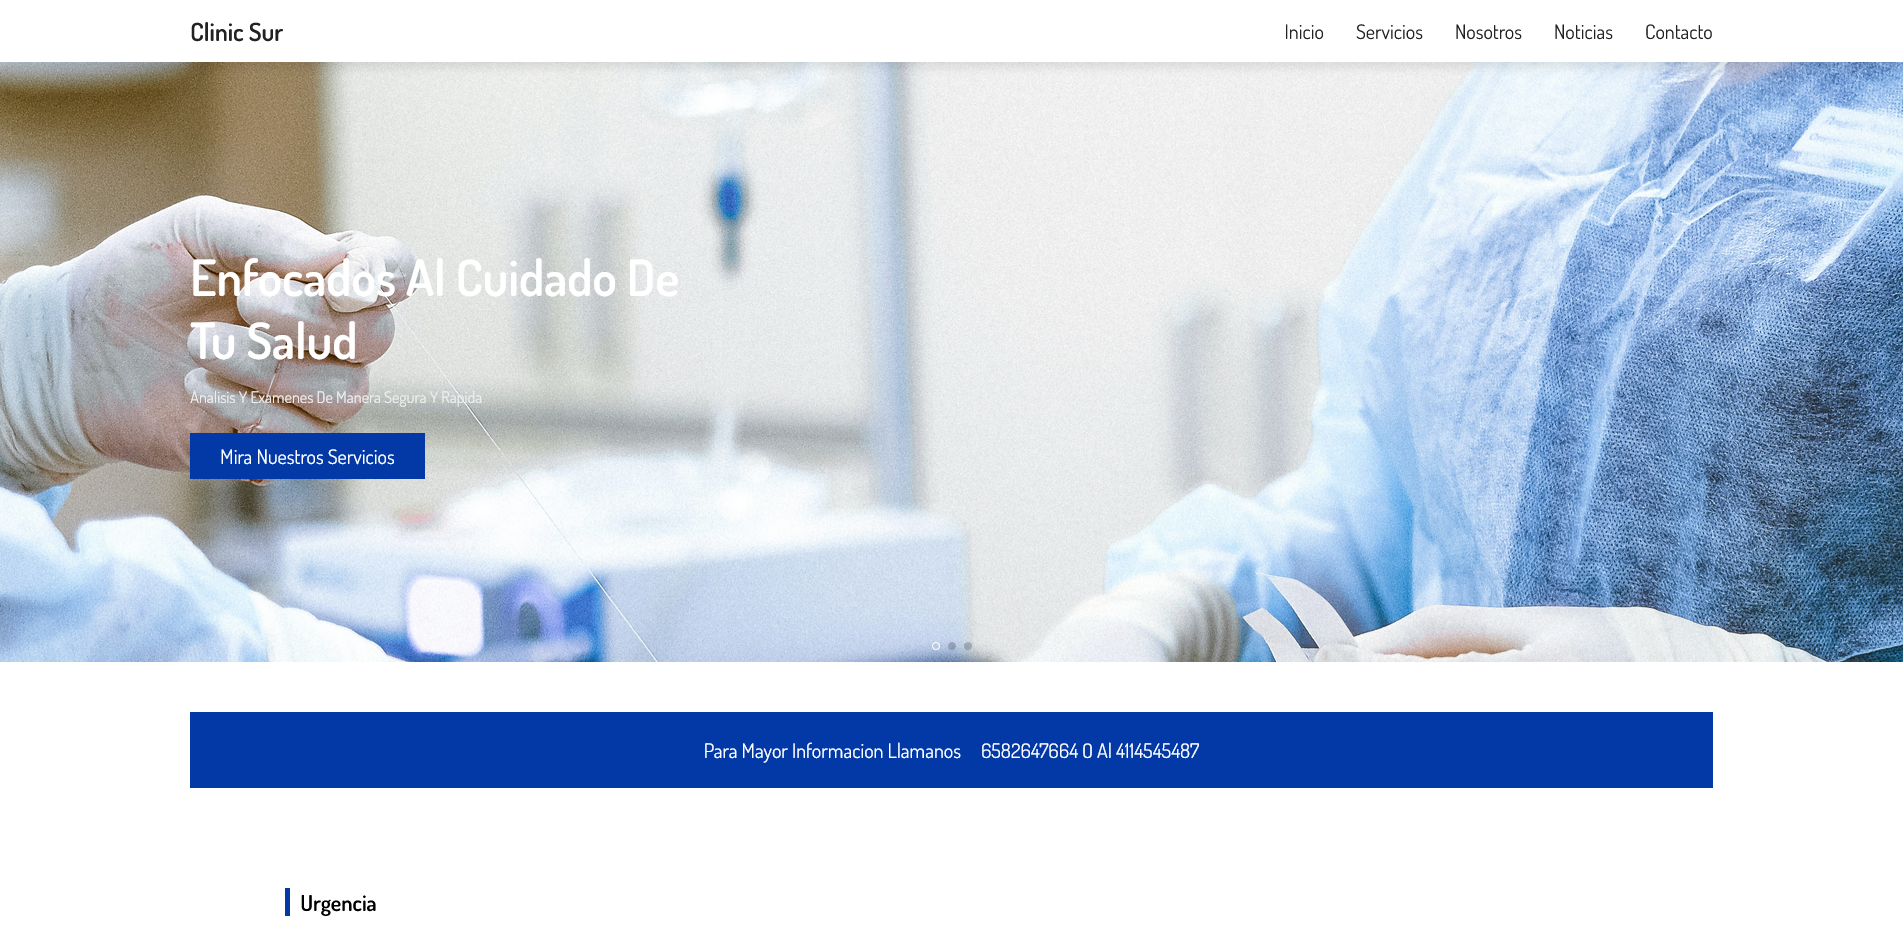 Clinic Sur
Inicio Servicios Nosotros Noticias Contacto
Enfocados Al Cuidado De
Tu Salud
Analisis Y Examenes De Manera Segura Y Rapida
Mira Nuestros Servicios
Para Mayor Informacion Llamanos 6582647664 O Al 4114545487
Urgencia